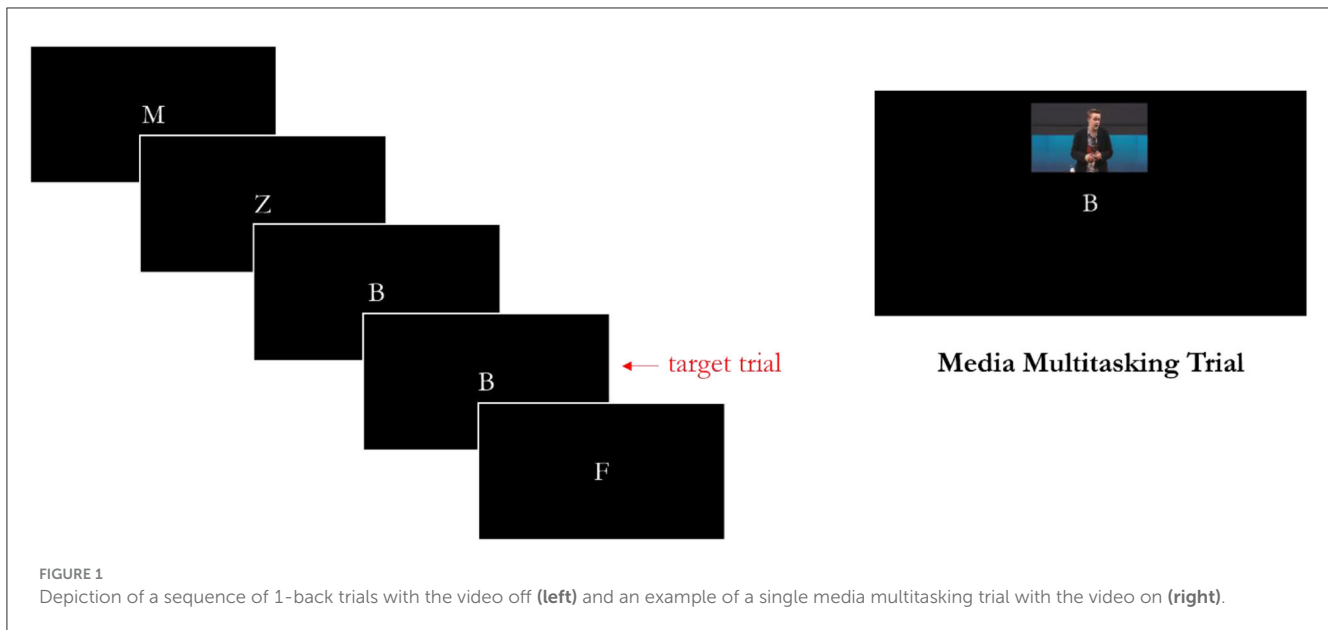 M
Z
B
B
F
← target trial
B
Media Multitasking Trial
FIGURE 1
Depiction of a sequence of 1-back trials with the video off (left) and an example of a single media multitasking trial with the video on (right).